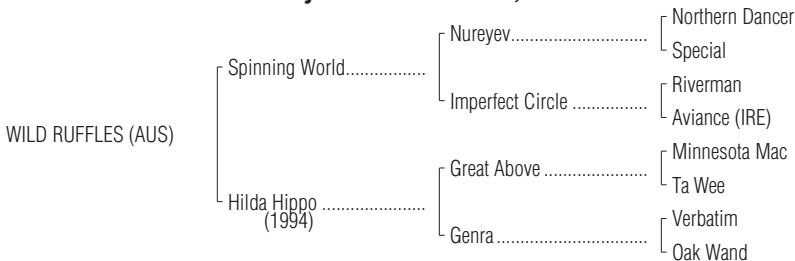 Northern Dancer
Nureyev................................
Special
Spinning World.................
Riverman
Imperfect Circle ..................
Aviance (IRE)
WILD RUFFLES (AUS)
Minnesota Mac
Great Above .........................
Ta Wee
Hilda Hippo ......................
(1994)
Verbatim
Genra ....................................
Oak Wand